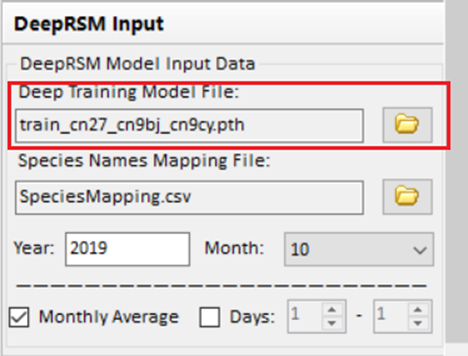 DeepRSM Input
DeepRSM Model Input Data
Deep Training Model File:
train_cn27_cn9bj_cn9cy.pth
Species Names Mapping File:
SpeciesMapping.csv
Year: 2019 Month: 10
Monthly Average Days: 1 - 1